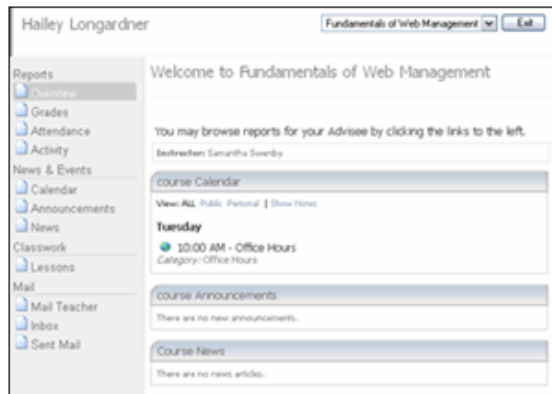 Hailey Longardner
Fundamentals of Web Management
Exit
Reports
Overview
Grades
Attendance
Activity
News & Events
Calendar
Announcements
News
Classwork
Lessons
Mail
Mail Teacher
Inbox
Sent Mail
Welcome to Fundamentals of Web Management
You may browse reports for your Advisee by clicking the links to the left.
Instructor: Samantha Swenby
course Calendar
View: ALL Public Personal | Show Notes
Tuesday
10:00 AM - Office Hours
Category: Office Hours
course Announcements
There are no new announcements.
Course News
There are no news articles.